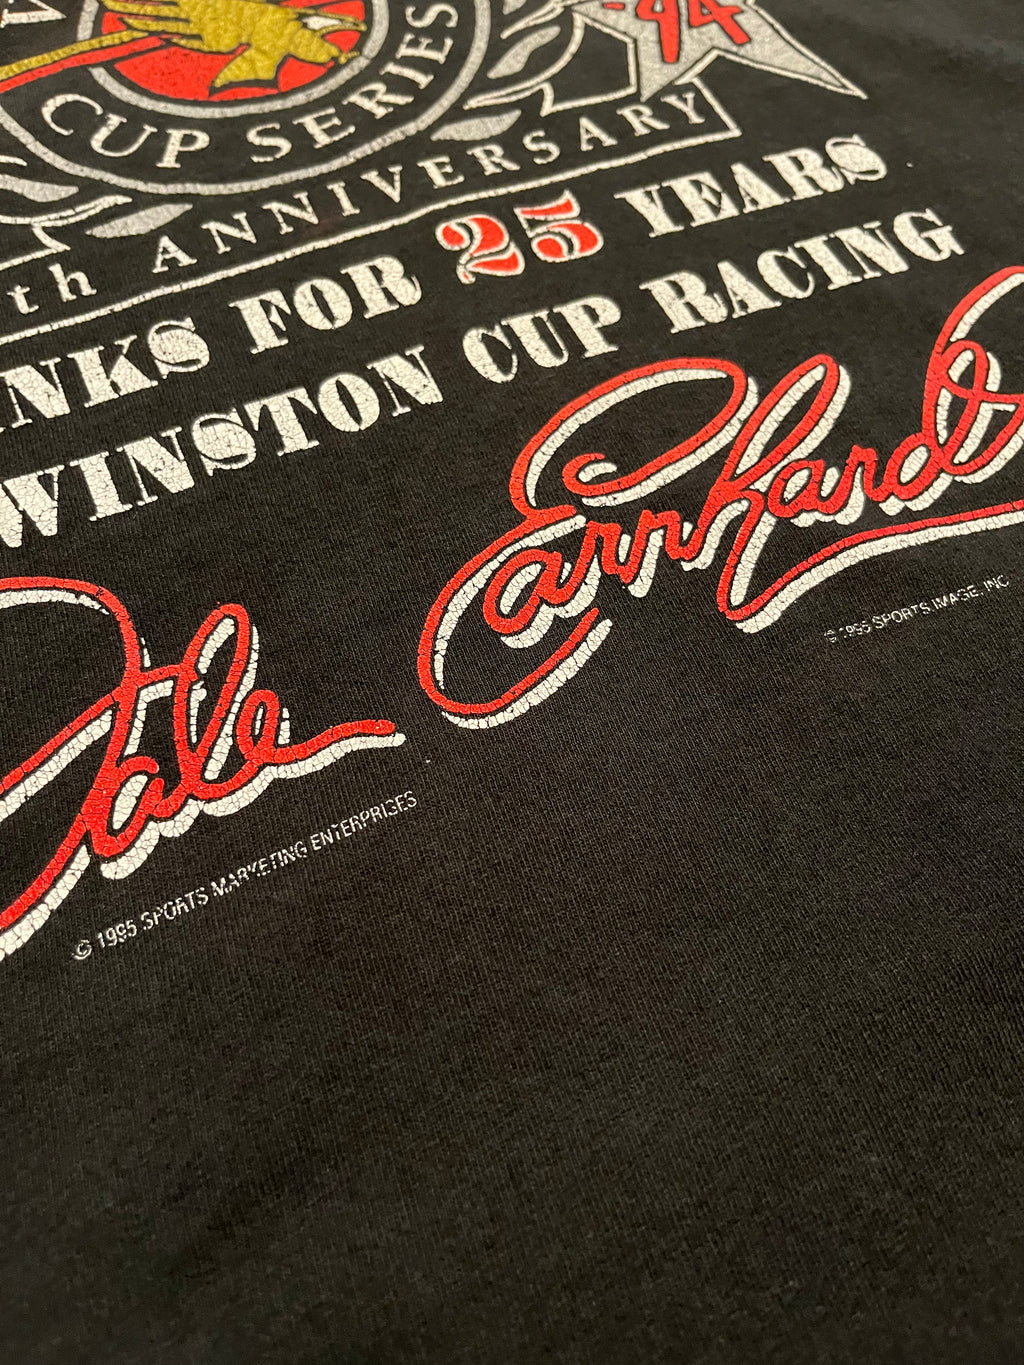 '94
CUP SERIES
th ANNIVERSARY
NKS FOR 25 YEARS
WINSTON CUP RACING
Dale Earnhardt
© 1995 SPORTS IMAGE, INC
© 1995 SPORTS MARKETING ENTERPRISES